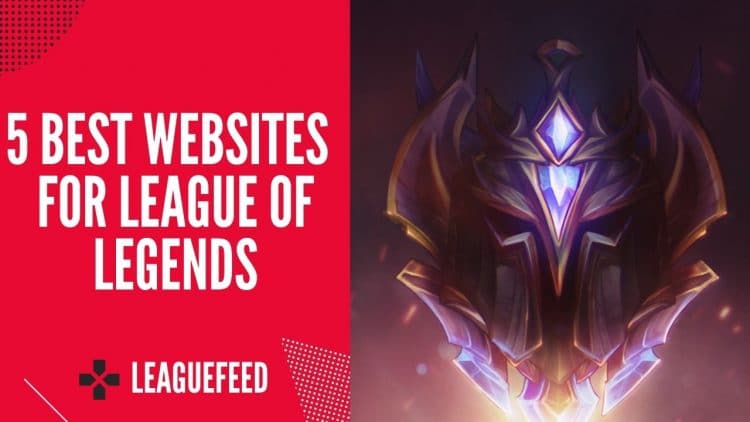 5 BEST WEBSITES
FOR LEAGUE OF
LEGENDS
LEAGUEFEED